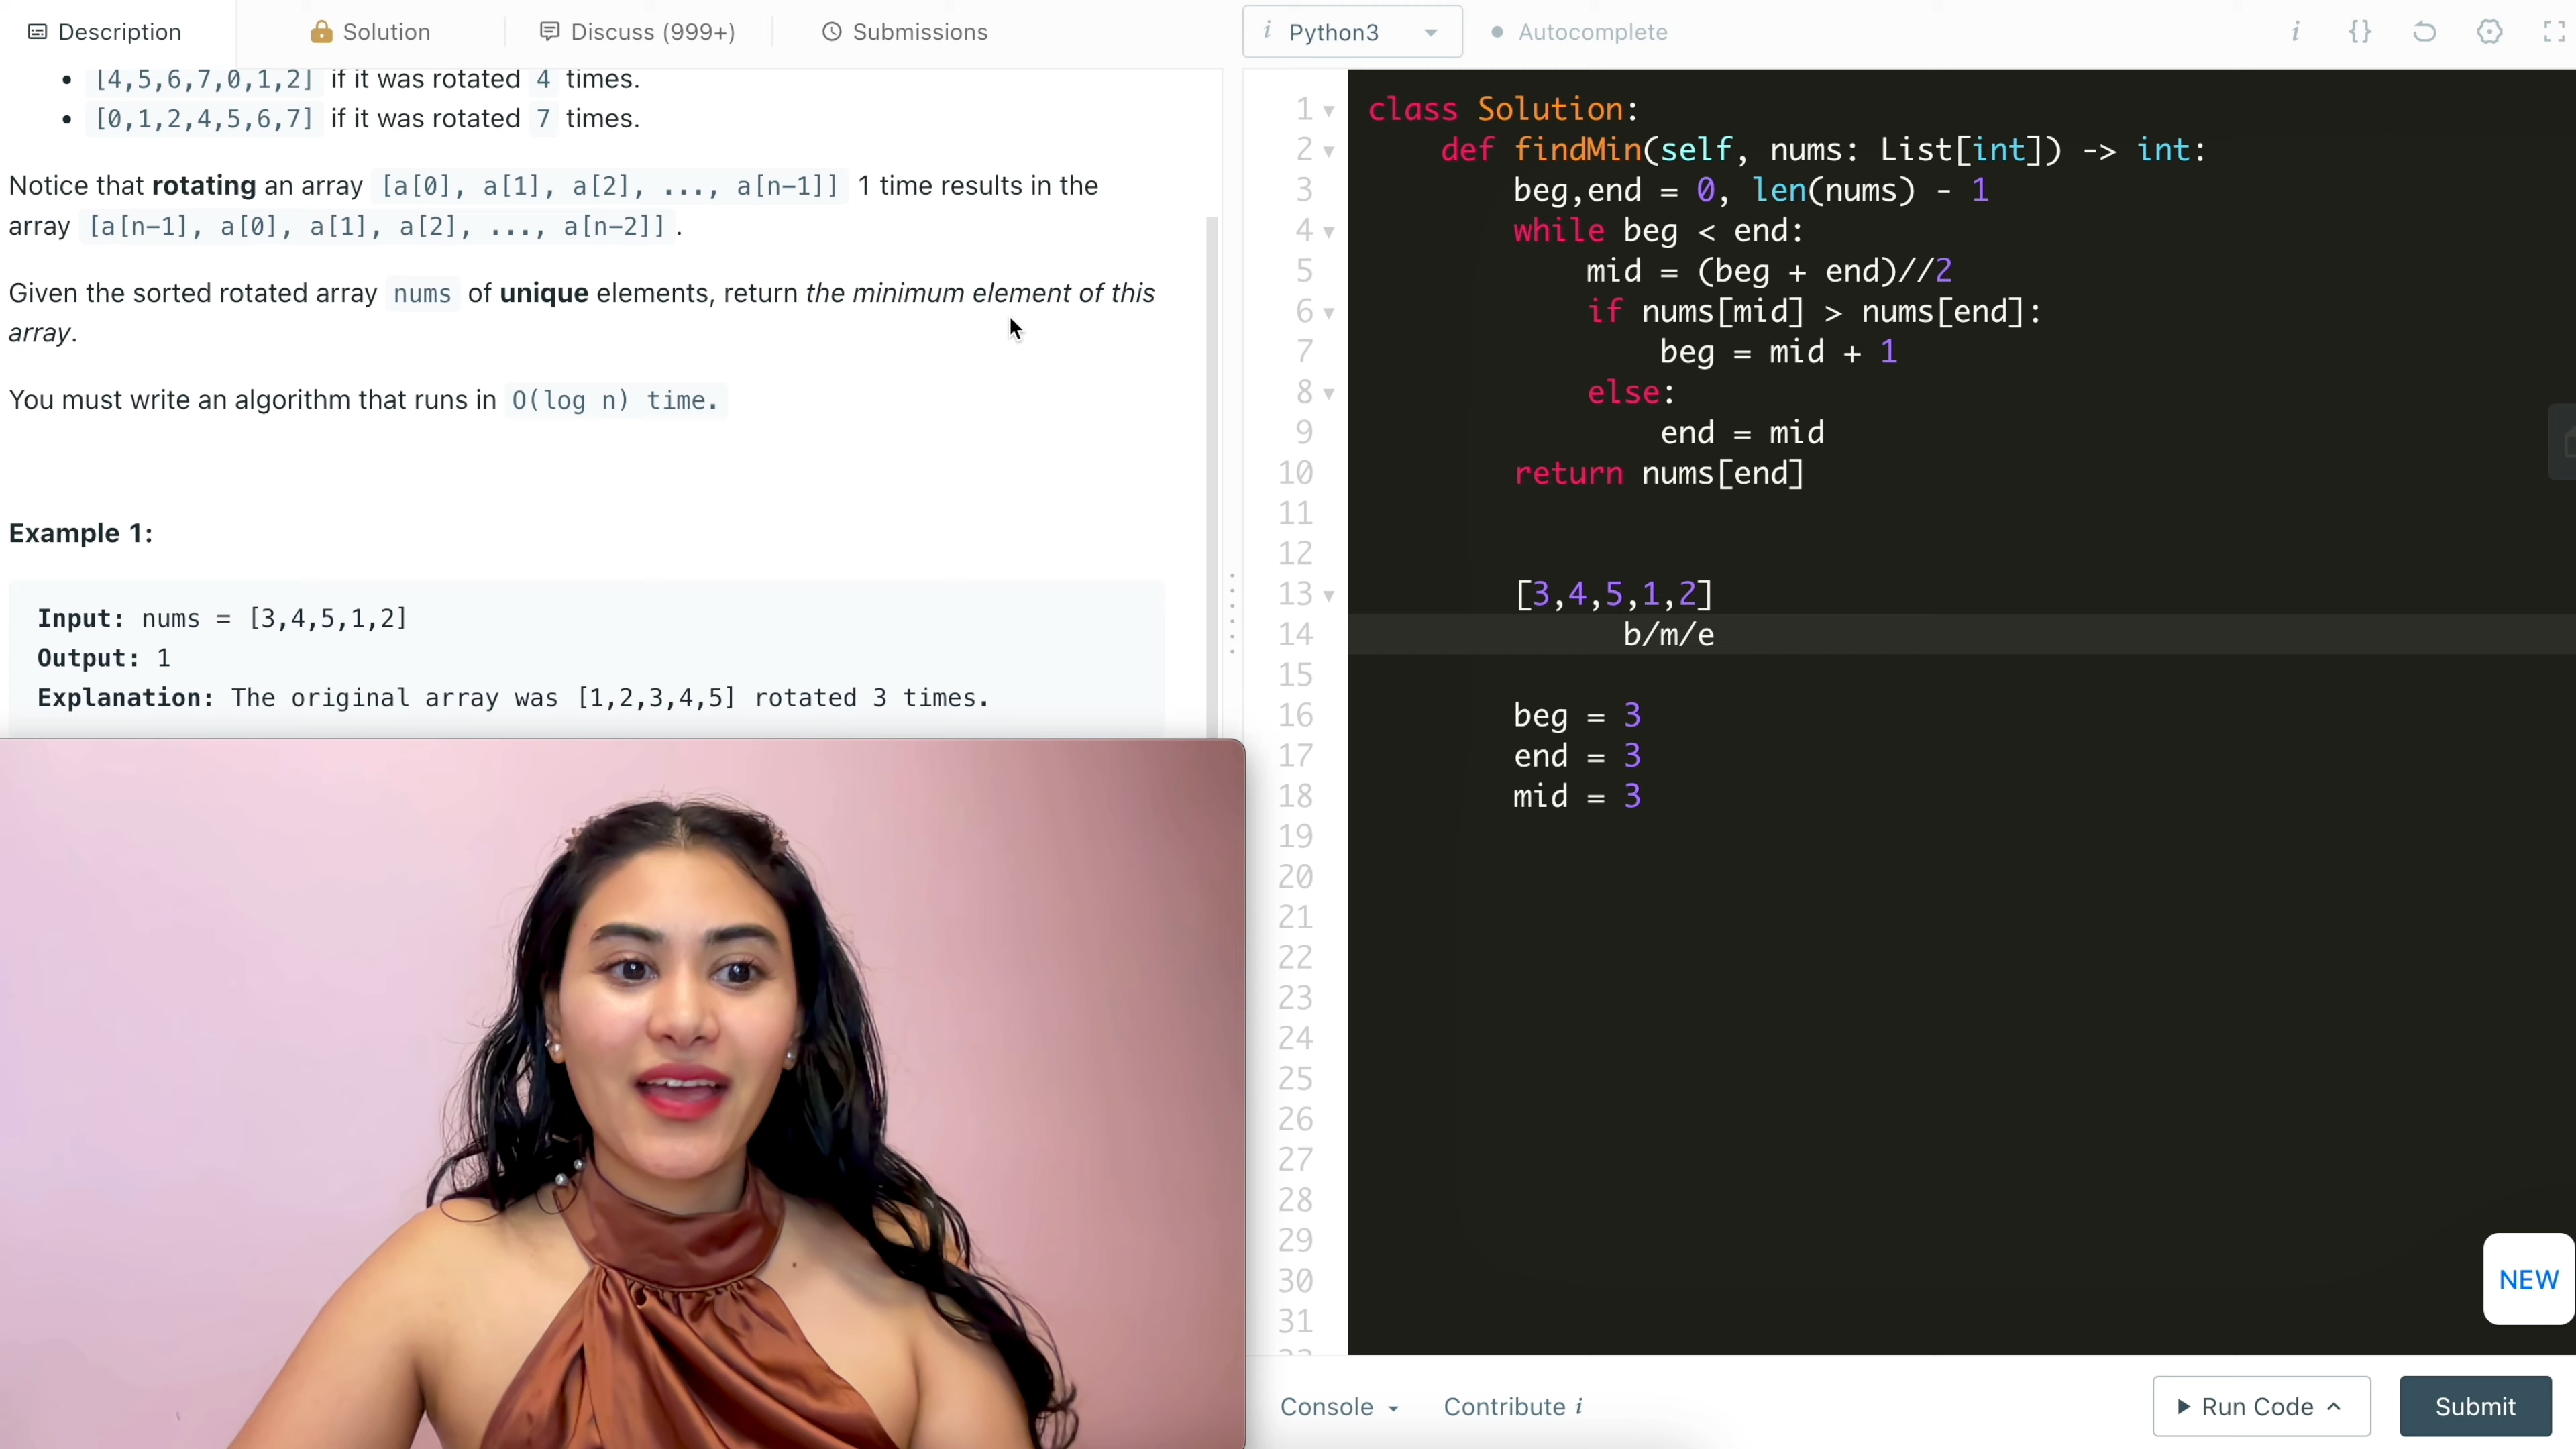 Description
Solution
Discuss (999+)
Submissions
[4,5,6,7,0,1,2] if it was rotated 4 times.
[0,1,2,4,5,6,7] if it was rotated 7 times.
Notice that rotating an array [a[0], a[1], a[2], ..., a[n-1]] 1 time results in the
array [a[n-1], a[0], a[1], a[2], ..., a[n-2]].
Given the sorted rotated array nums of unique elements, return the minimum element of this
array.
You must write an algorithm that runs in O(log n) time.
Example 1:
Input: nums = [3,4,5,1,2]
Output: 1
Explanation: The original array was [1,2,3,4,5] rotated 3 times.
i Python3
Autocomplete
i {}
1 class Solution:
2 def findMin(self, nums: List[int]) -> int:
3 beg,end = 0, len(nums) - 1
4 while beg < end:
5 mid = (beg + end)//2
6 if nums[mid] > nums[end]:
7 beg = mid + 1
8 else:
9 end = mid
10 return nums[end]
11
12
13 [3,4,5,1,2]
14 b/m/e
15
16 beg = 3
17 end = 3
18 mid = 3
19
20
21
22
23
24
25
26
27
28
29
30
31
NEW
Console
Contribute i
Run Code
Submit